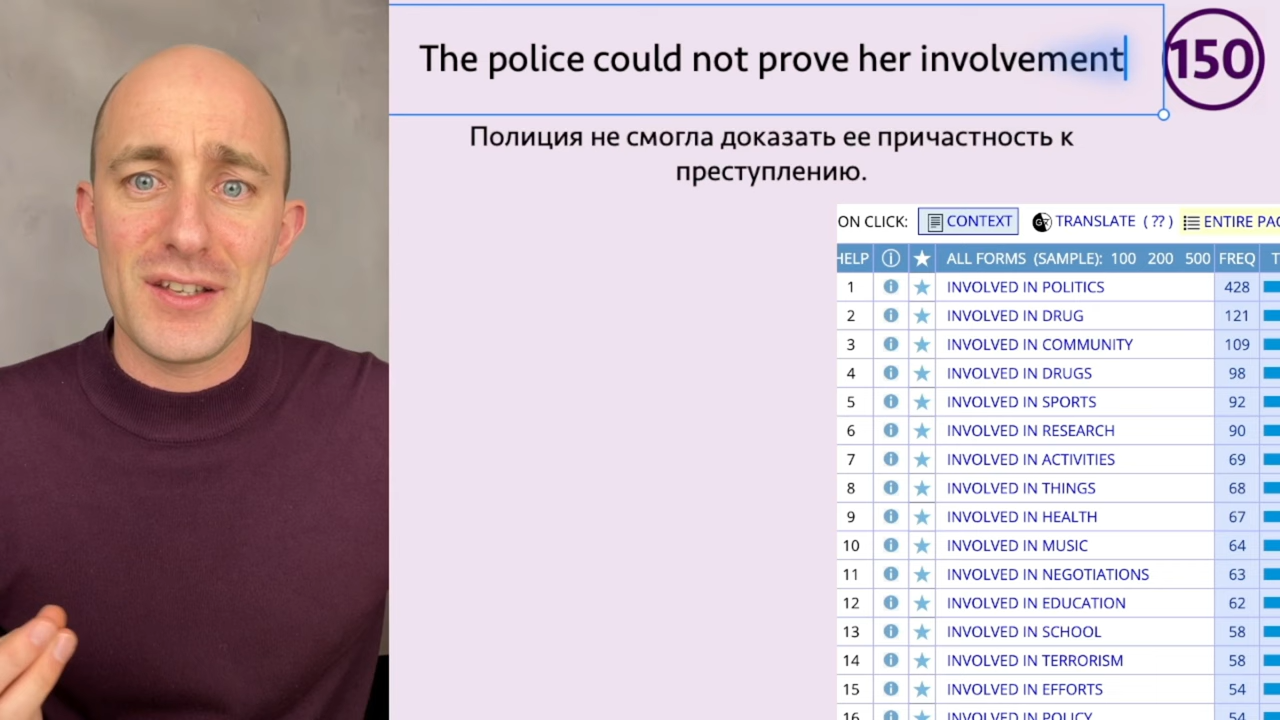 The police could not prove her involvement
150
Полиция не смогла доказать ее причастность к
преступлению.
ON CLICK: CONTEXT TRANSLATE (??) ENTIRE PAG
HELP ALL FORMS (SAMPLE): 100 200 500 FREQ T
1 INVOLVED IN POLITICS 428
2 INVOLVED IN DRUG 121
3 INVOLVED IN COMMUNITY 109
4 INVOLVED IN DRUGS 98
5 INVOLVED IN SPORTS 92
6 INVOLVED IN RESEARCH 90
7 INVOLVED IN ACTIVITIES 69
8 INVOLVED IN THINGS 68
9 INVOLVED IN HEALTH 67
10 INVOLVED IN MUSIC 64
11 INVOLVED IN NEGOTIATIONS 63
12 INVOLVED IN EDUCATION 62
13 INVOLVED IN SCHOOL 58
14 INVOLVED IN TERRORISM 58
15 INVOLVED IN EFFORTS 54
16 INVOLVED IN POLICY 54